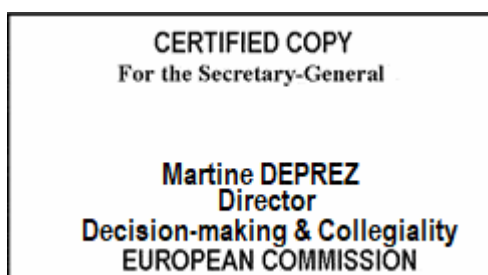 CERTIFIED COPY
For the Secretary-General
Martine DEPREZ
Director
Decision-making & Collegiality
EUROPEAN COMMISSION